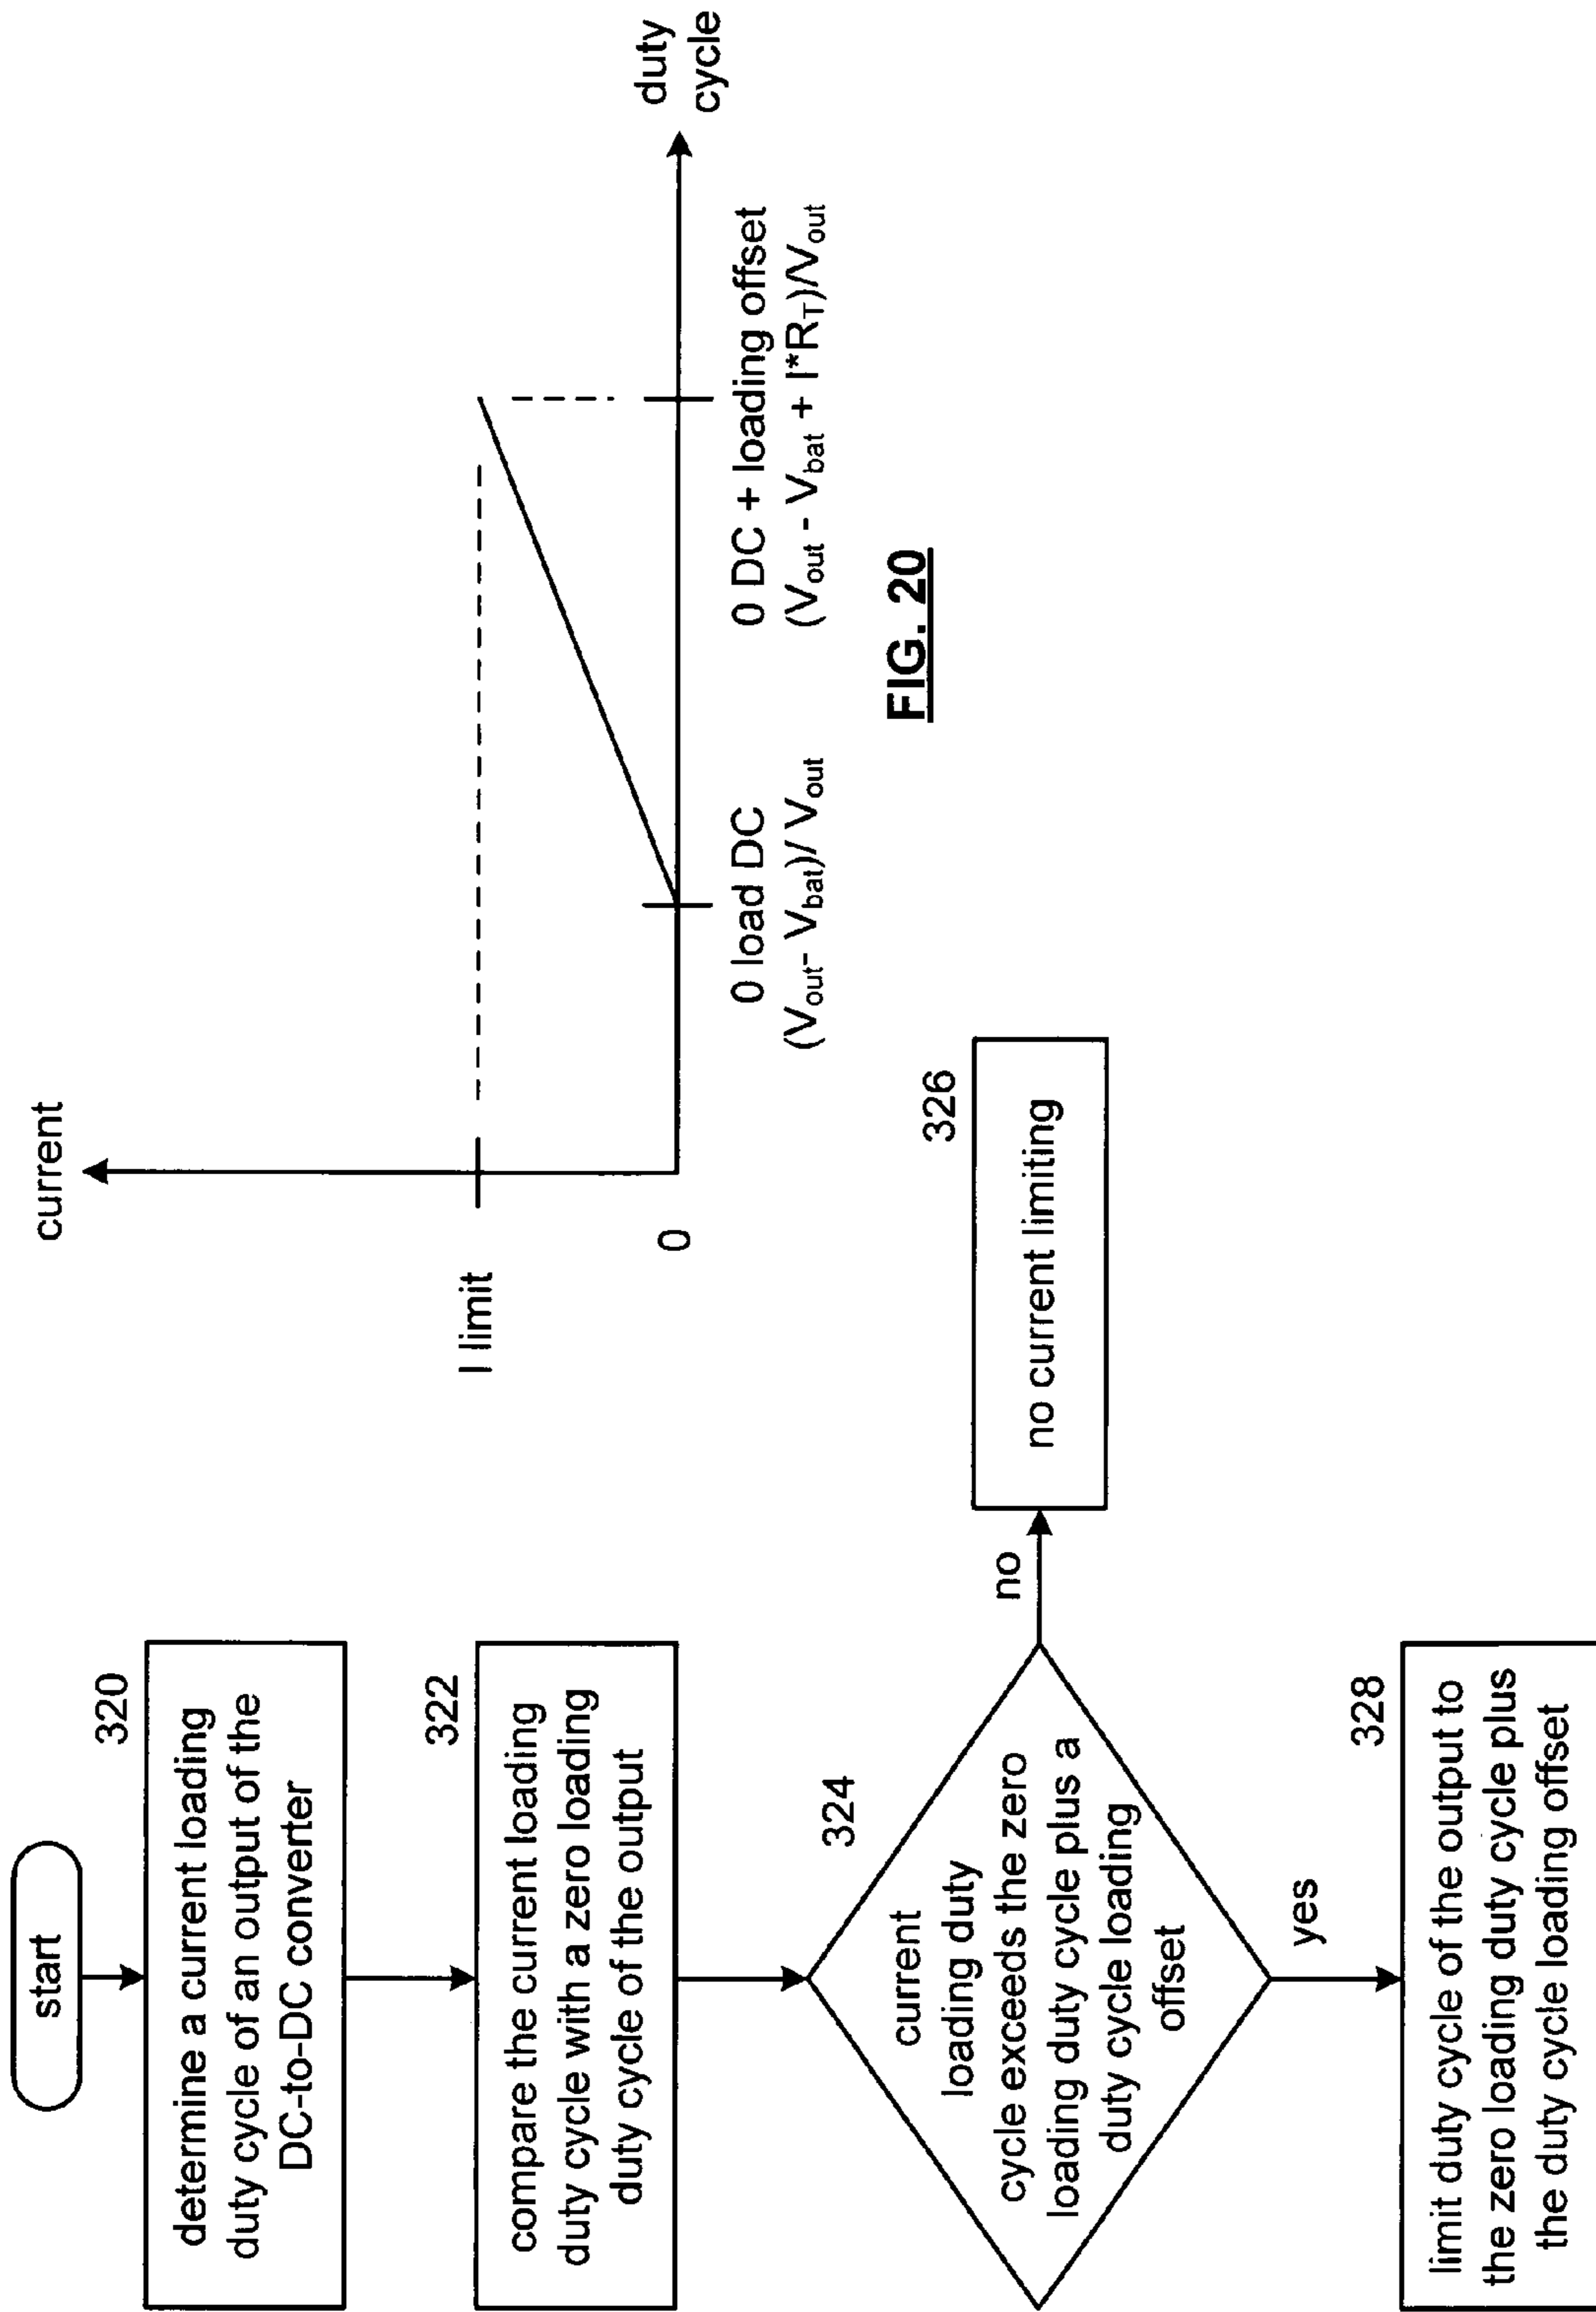 start
320
determine a current loading
duty cycle of an output of the
DC-to-DC converter
322
compare the current loading
duty cycle with a zero loading
duty cycle of the output
324
current
loading duty
cycle exceeds the zero
loading duty cycle plus a
duty cycle loading
offset
no
326
no current limiting
yes
328
limit duty cycle of the output to
the zero loading duty cycle plus
the duty cycle loading offset
current
I limit
0
duty
cycle
0 load DC
(Vout- Vbat)/ Vout
0 DC + loading offset
(Vout - Vbat + I*RT)/Vout
FIG. 20